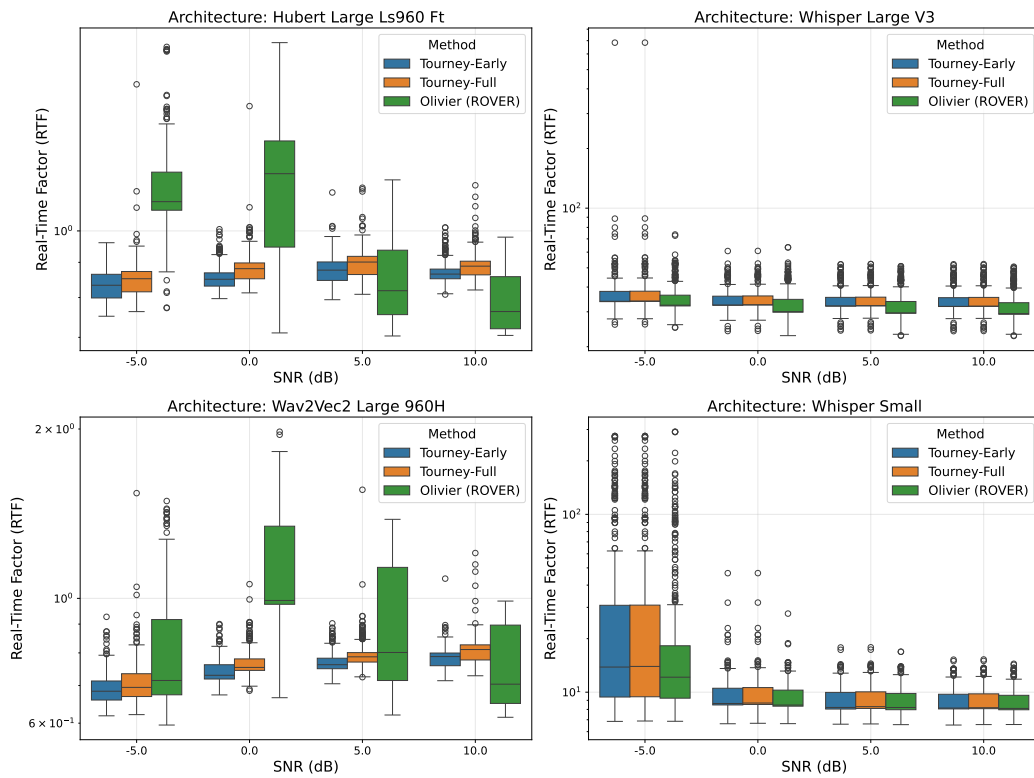 Architecture: Hubert Large Ls960 Ft
Method
Tourney-Early
Tourney-Full
Olivier (ROVER)
Real-Time Factor (RTF)
10⁰
-5.0
0.0
5.0
10.0
SNR (dB)
Architecture: Whisper Large V3
Method
Tourney-Early
Tourney-Full
Olivier (ROVER)
Real-Time Factor (RTF)
10²
-5.0
0.0
5.0
10.0
SNR (dB)
Architecture: Wav2Vec2 Large 960H
Method
Tourney-Early
Tourney-Full
Olivier (ROVER)
Real-Time Factor (RTF)
2 × 10⁰
10⁰
6 × 10⁻¹
-5.0
0.0
5.0
10.0
SNR (dB)
Architecture: Whisper Small
Method
Tourney-Early
Tourney-Full
Olivier (ROVER)
Real-Time Factor (RTF)
10²
10¹
-5.0
0.0
5.0
10.0
SNR (dB)